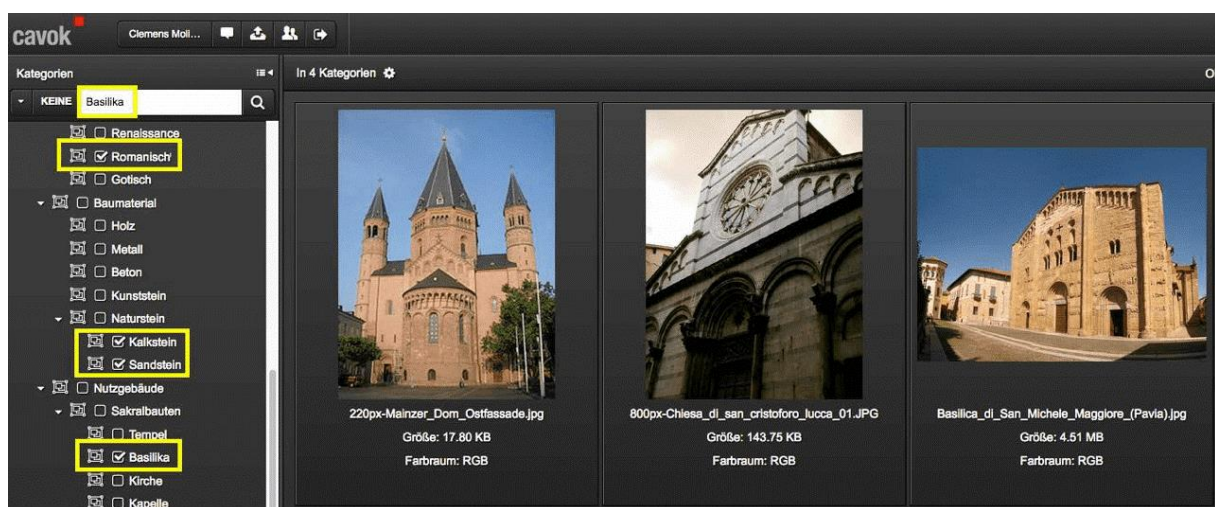 cavok
Clemens Moli...
Kategorien
In 4 Kategorien
O
KEINE Basilika
Renaissance
Romanisch
Gotisch
Baumaterial
Holz
Metall
Beton
Kunststein
Naturstein
Kalkstein
Sandstein
Nutzgebäude
Sakralbauten
Tempel
Basilika
Kirche
Kapelle
220px-Mainzer_Dom_Ostfassade.jpg
Größe: 17.80 KB
Farbraum: RGB
800px-Chiesa_di_san_cristoforo_lucca_01.JPG
Größe: 143.75 KB
Farbraum: RGB
Basilica_di_San_Michele_Maggiore_(Pavia).jpg
Größe: 4.51 MB
Farbraum: RGB